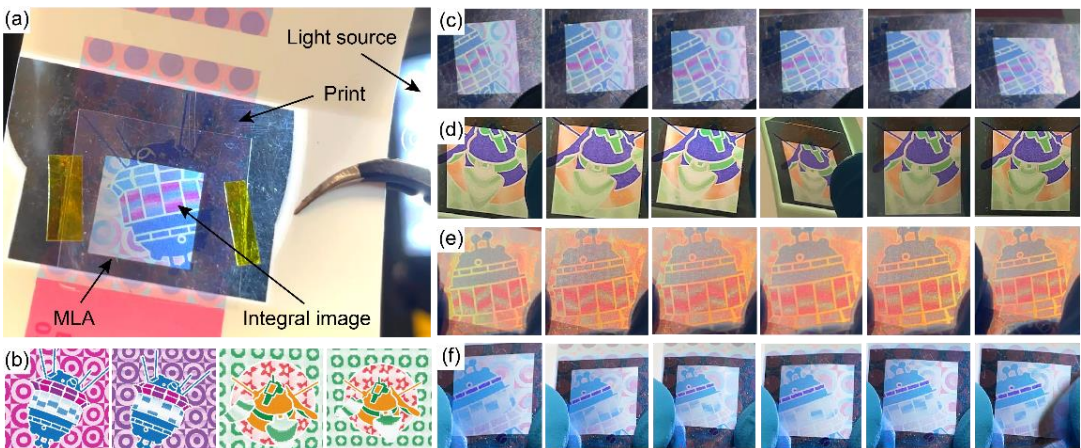 (a)
Light source
Print
MLA
Integral image
(b)
(c)
(d)
(e)
(f)